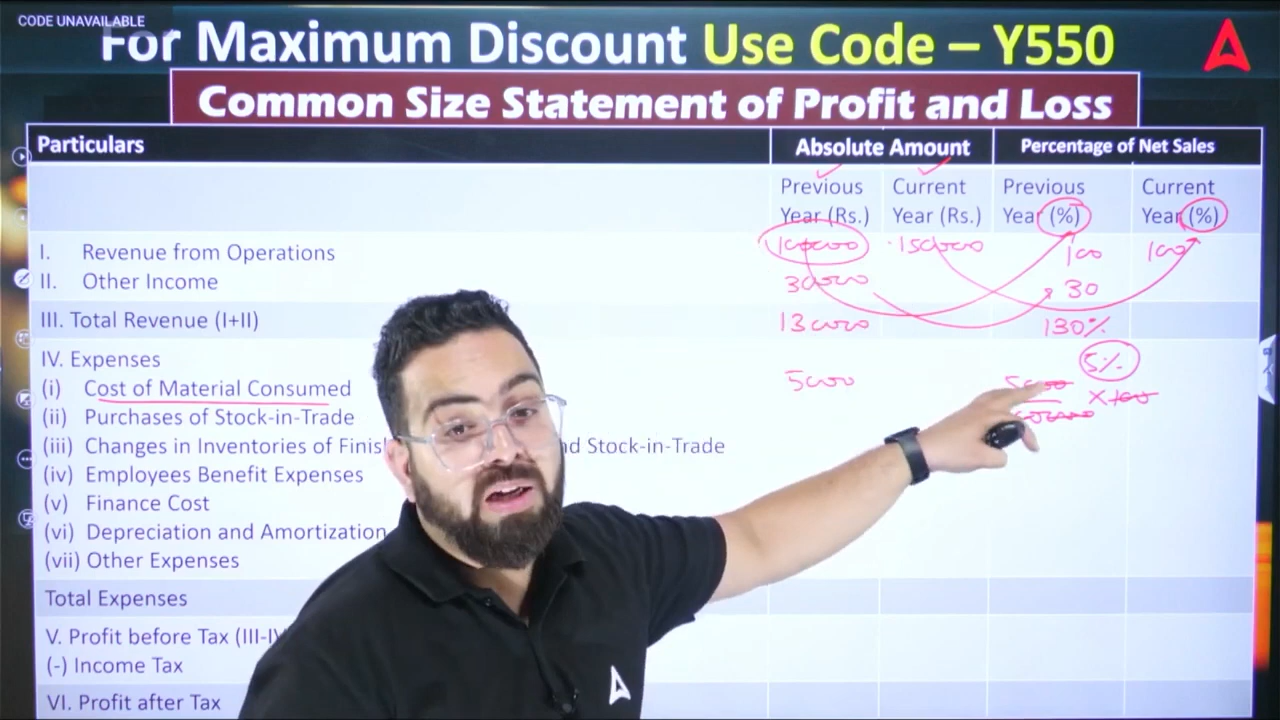 CODE UNAVAILABLE
For Maximum Discount Use Code – Y550
Common Size Statement of Profit and Loss
Particulars Absolute Amount Percentage of Net Sales
Previous Year (Rs.) Current Year (Rs.) Previous Year (%) Current Year (%)
I. Revenue from Operations 100000 150000 100 100
II. Other Income 30000 30
III. Total Revenue (I+II) 130000 130%
IV. Expenses 5%
(i) Cost of Material Consumed 5000 5000 ×100
(ii) Purchases of Stock-in-Trade
(iii) Changes in Inventories of Finis nd Stock-in-Trade
(iv) Employees Benefit Expenses
(v) Finance Cost
(vi) Depreciation and Amortization
(vii) Other Expenses
Total Expenses
V. Profit before Tax (III-IV
(-) Income Tax
VI. Profit after Tax